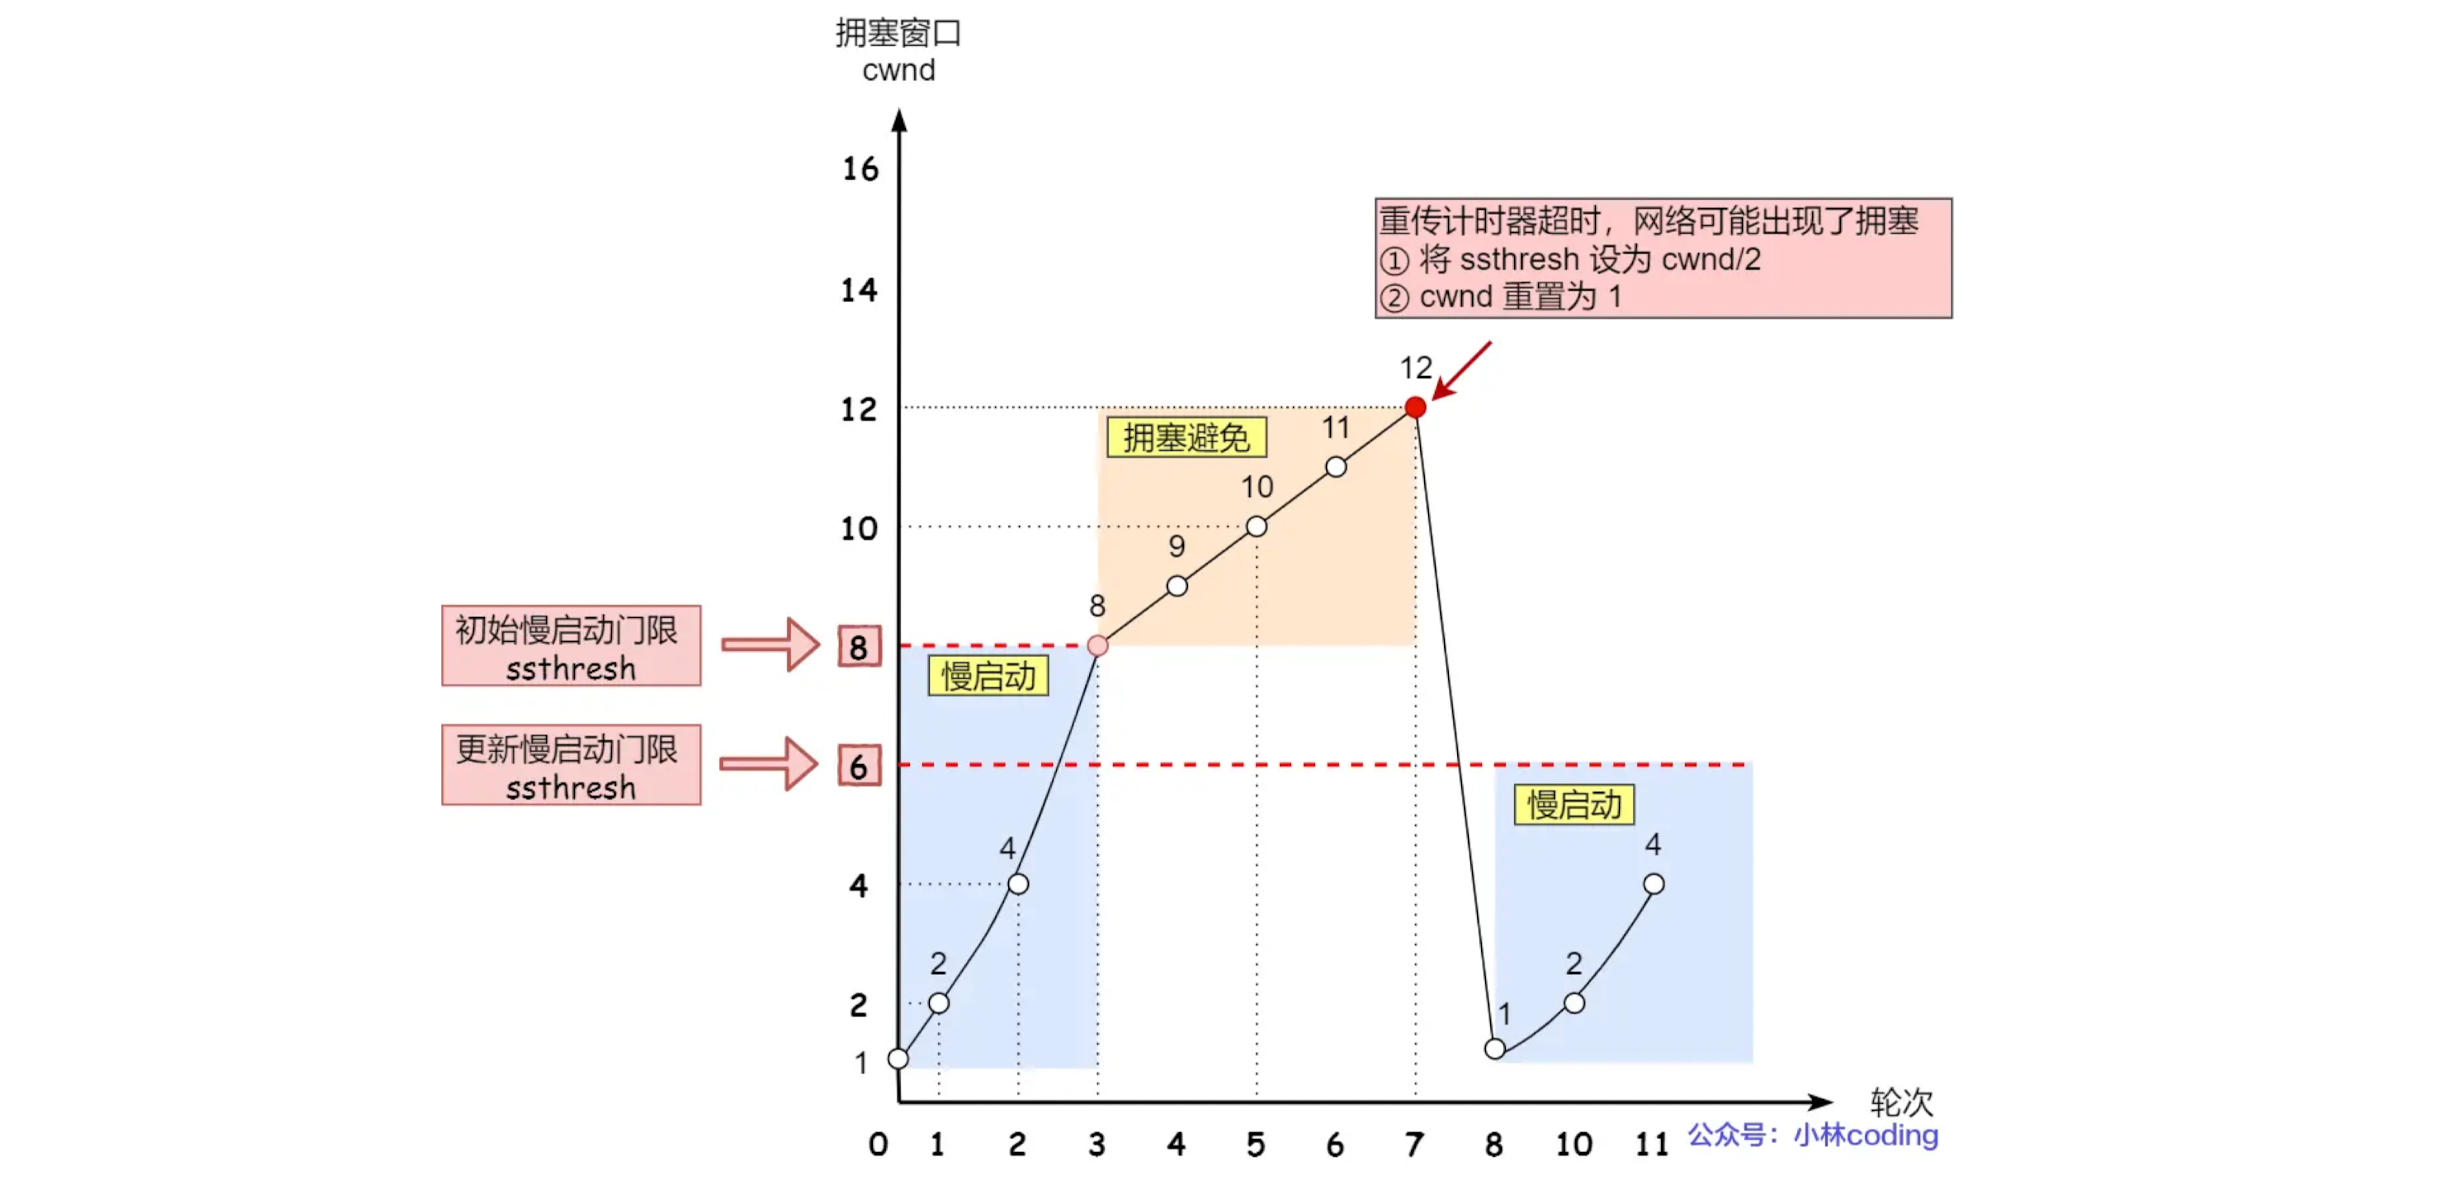 拥塞窗口
cwnd
16
14
重传计时器超时，网络可能出现了拥塞
① 将 ssthresh 设为 cwnd/2
② cwnd 重置为 1
12
12
拥塞避免
11
10
10
9
8
初始慢启动门限
ssthresh
8
慢启动
更新慢启动门限
ssthresh
6
慢启动
4
4
4
2
2
2
1
1
轮次
0 1 2 3 4 5 6 7 8 10 11
公众号：小林coding